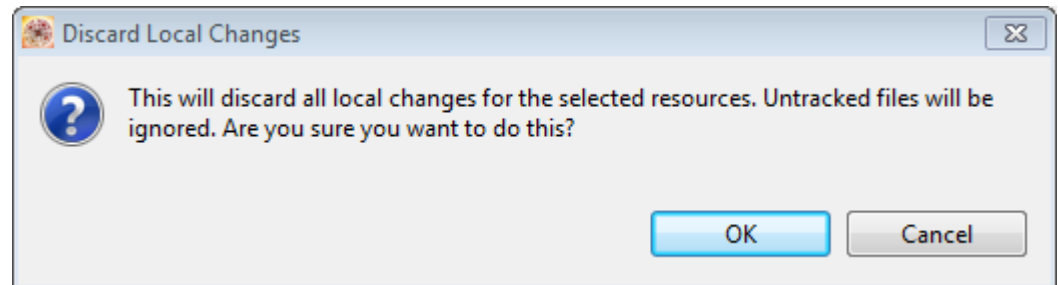 Discard Local Changes
This will discard all local changes for the selected resources. Untracked files will be
ignored. Are you sure you want to do this?
OK
Cancel